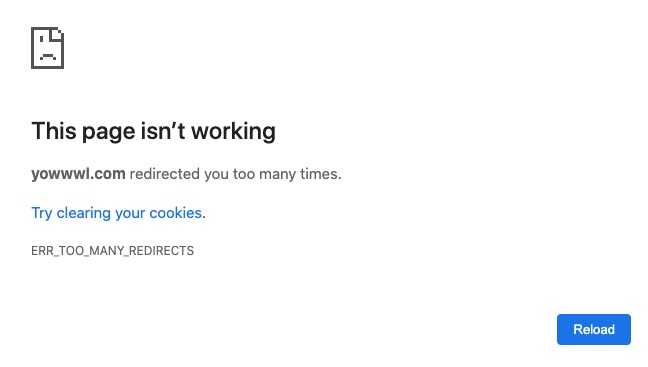 This page isn’t working
yowwwl.com redirected you too many times.
Try clearing your cookies.
ERR_TOO_MANY_REDIRECTS
Reload